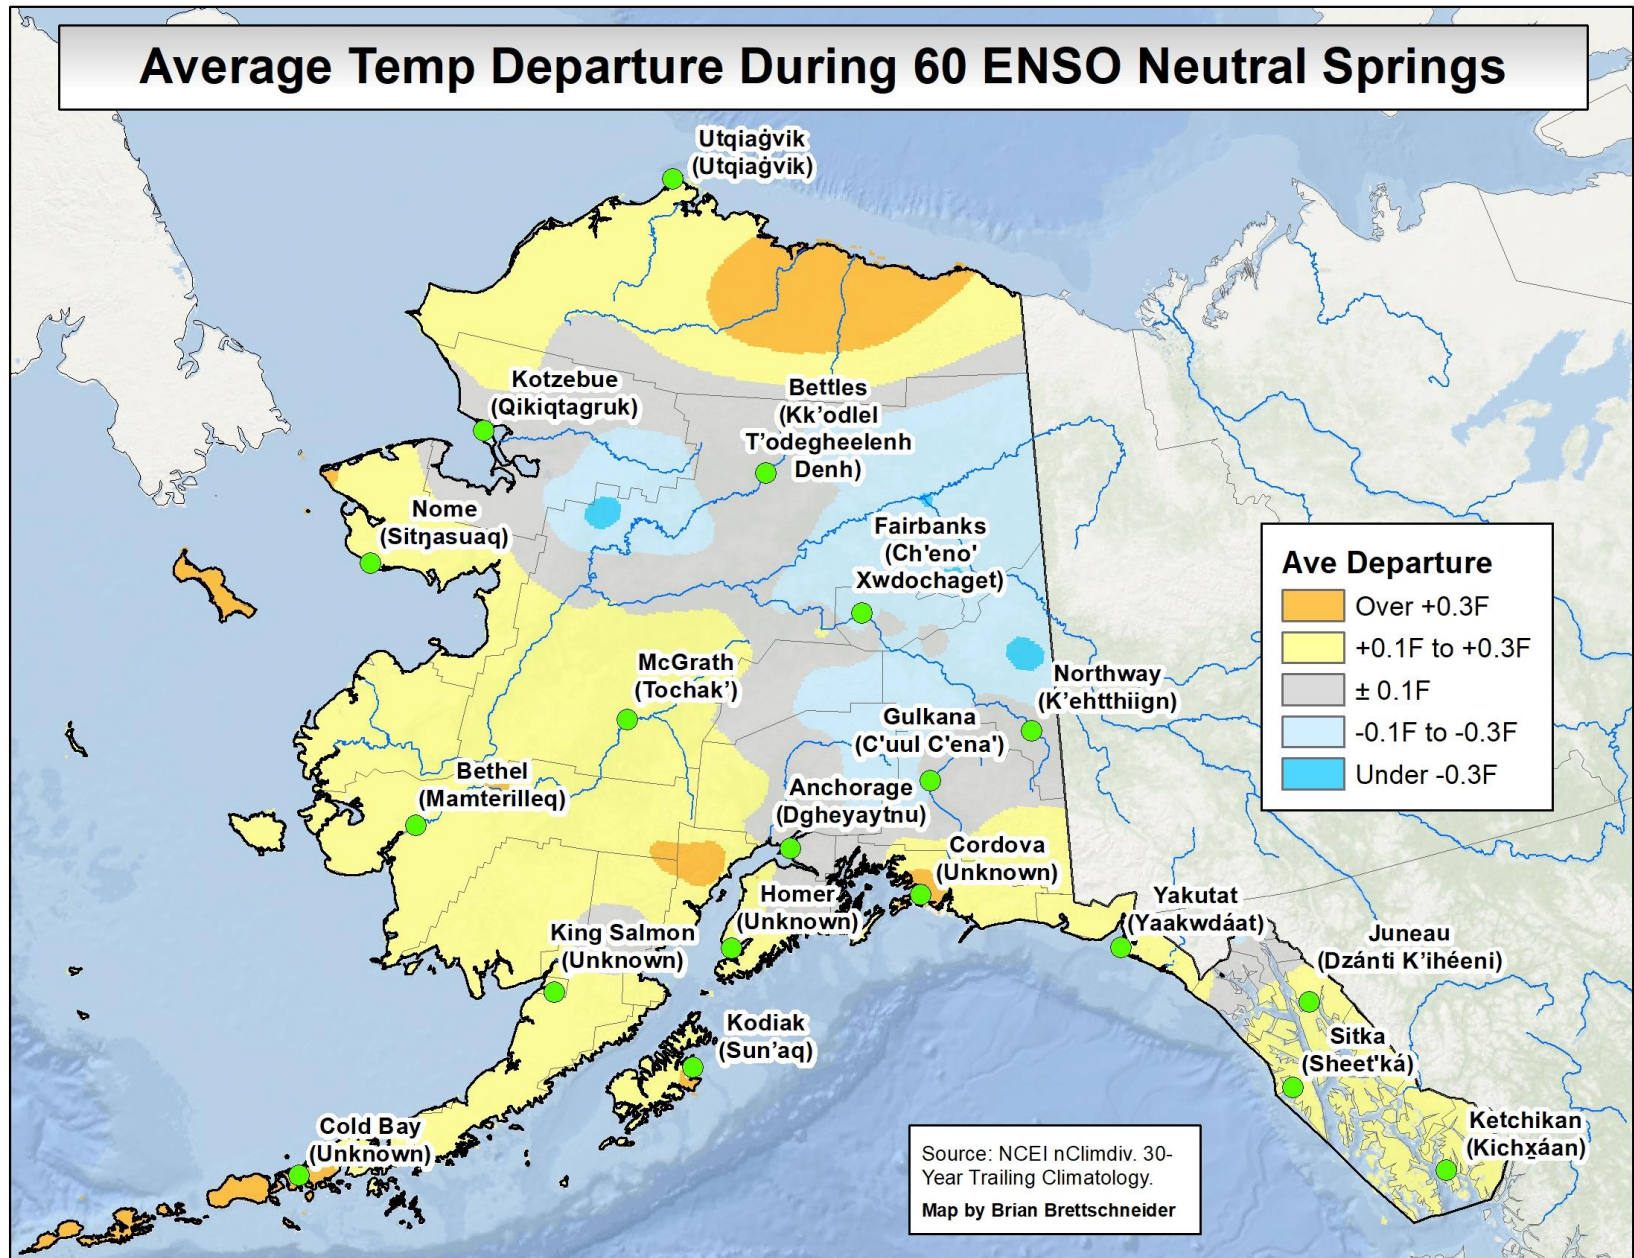 Average Temp Departure During 60 ENSO Neutral Springs
Utqiaġvik
(Utqiaġvik)
Kotzebue
(Qikiqtagruk)
Bettles
(Kk’odlel
T’odegheelenh
Denh)
Nome
(Sitŋasuaq)
Fairbanks
(Ch'eno'
Xwdochaget)
McGrath
(Tochak’)
Northway
(K’ehtthiign)
Gulkana
(C'uul C'ena')
Bethel
(Mamterilleq)
Anchorage
(Dgheyaytnu)
Cordova
(Unknown)
Homer
(Unknown)
King Salmon
(Unknown)
Yakutat
(Yaakwdáat)
Juneau
(Dzánti K’ihéeni)
Kodiak
(Sun’aq)
Sitka
(Sheet'ká)
Cold Bay
(Unknown)
Ketchikan
(Kichx̱áan)
Ave Departure
Over +0.3F
+0.1F to +0.3F
± 0.1F
-0.1F to -0.3F
Under -0.3F
Source: NCEI nClimdiv. 30-
Year Trailing Climatology.
Map by Brian Brettschneider